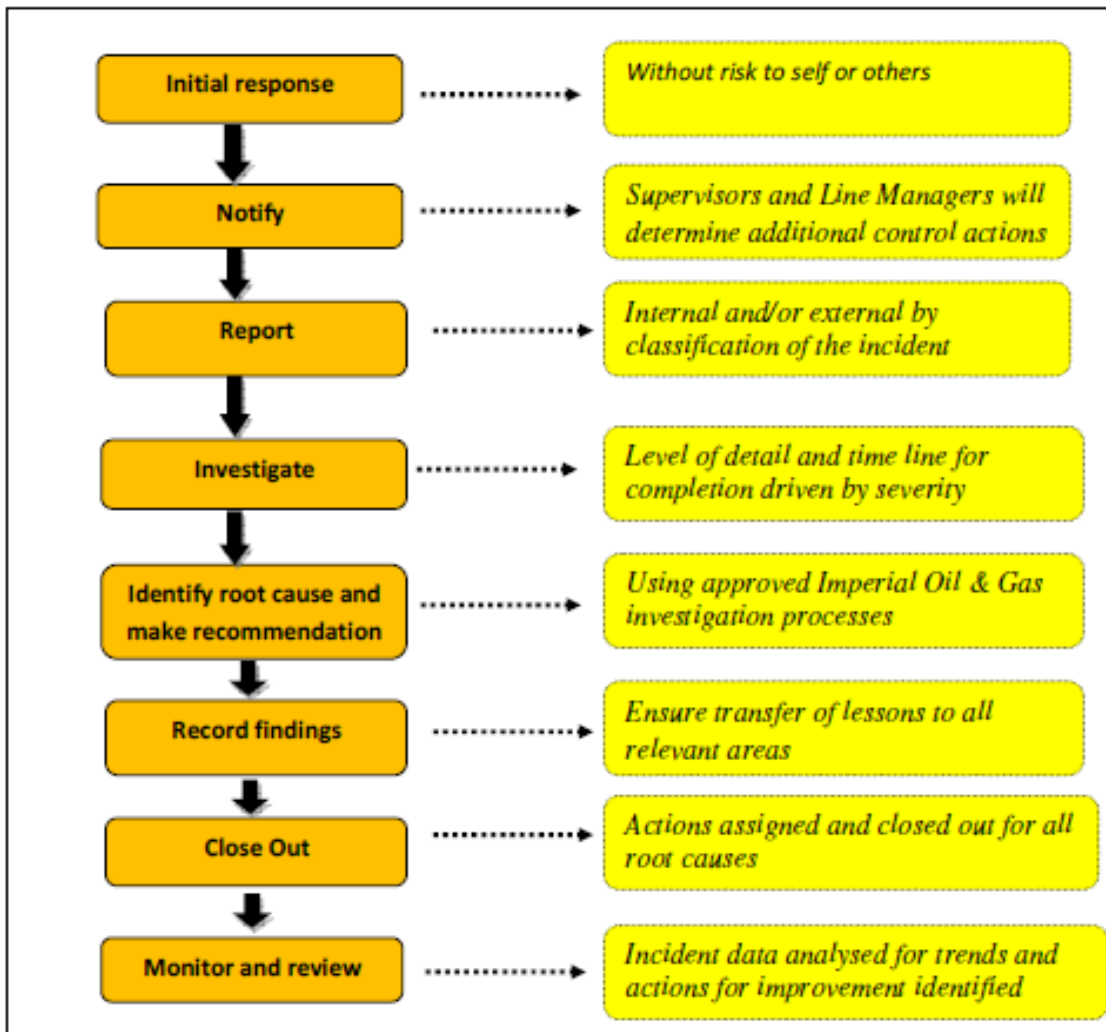 Initial response
Without risk to self or others
Notify
Supervisors and Line Managers will
determine additional control actions
Report
Internal and/or external by
classification of the incident
Investigate
Level of detail and time line for
completion driven by severity
Identify root cause and
make recommendation
Using approved Imperial Oil & Gas
investigation processes
Record findings
Ensure transfer of lessons to all
relevant areas
Close Out
Actions assigned and closed out for all
root causes
Monitor and review
Incident data analysed for trends and
actions for improvement identified